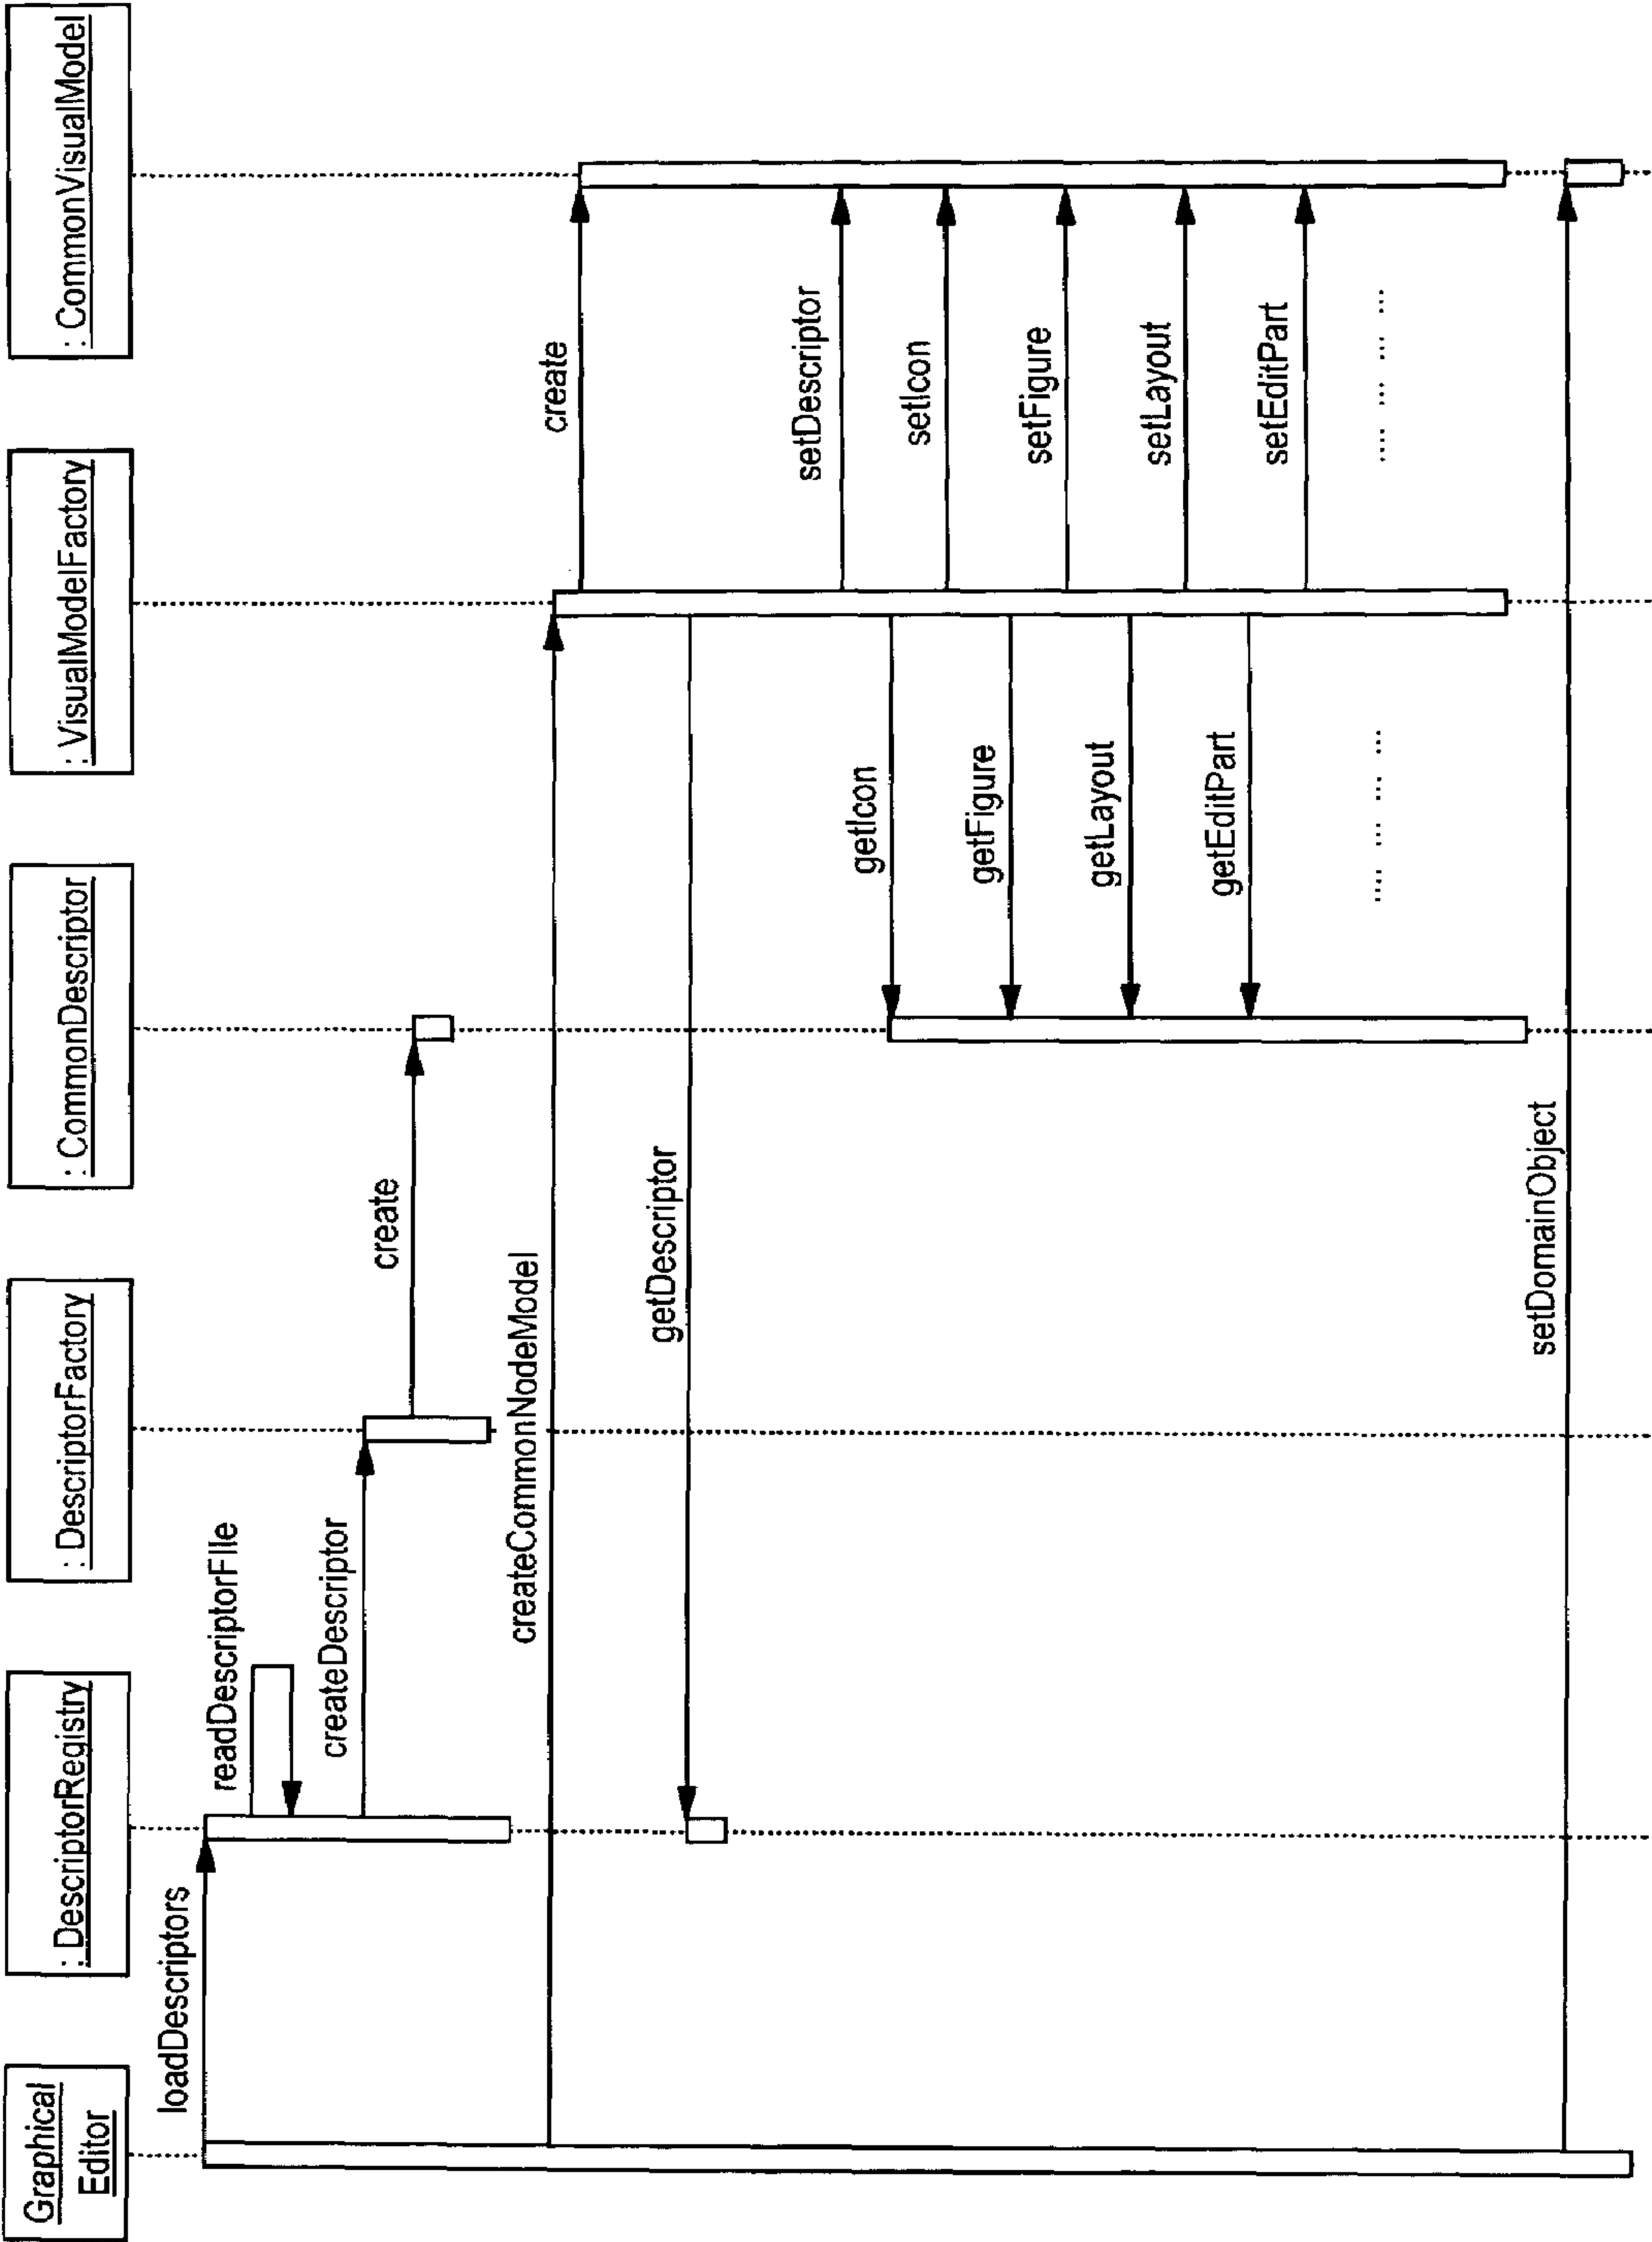 Graphical
Editor
: DescriptorRegistry
: DescriptorFactory
: CommonDescriptor
: VisualModelFactory
: CommonVisualModel
loadDescriptors
readDescriptorFile
createDescriptor
create
createCommonNodeModel
create
getDescriptor
setDescriptor
getIcon
setIcon
getFigure
setFigure
getLayout
setLayout
getEditPart
setEditPart
.... ... ... ...
.... ... ... ...
setDomainObject